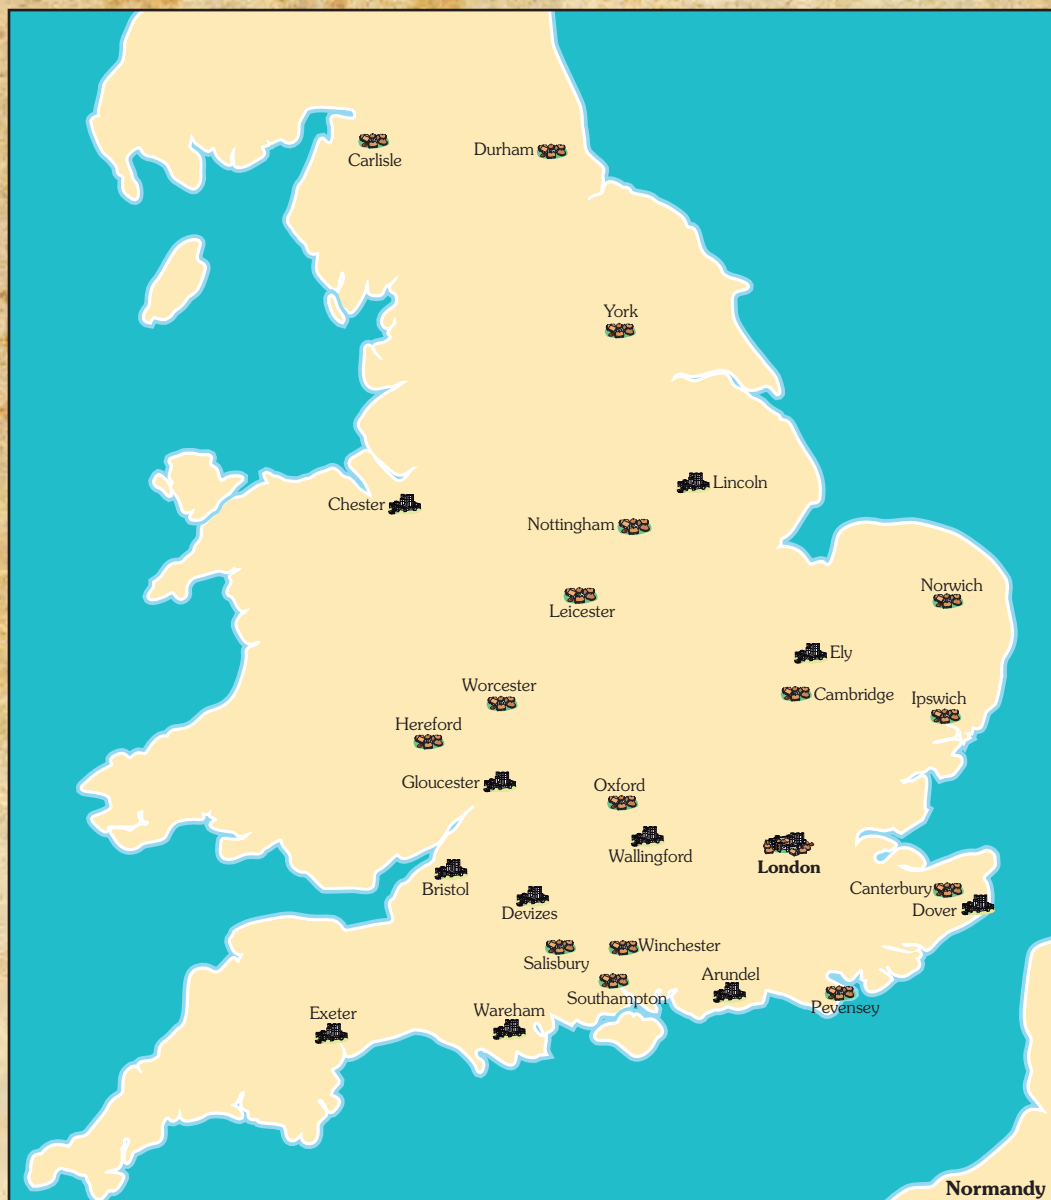 Carlisle
Durham
York
Lincoln
Chester
Nottingham
Norwich
Leicester
Ely
Worcester
Cambridge
Ipswich
Hereford
Gloucester
Oxford
Wallingford
London
Bristol
Canterbury
Devizes
Dover
Winchester
Salisbury
Arundel
Southampton
Pevensey
Exeter
Wareham
Normandy